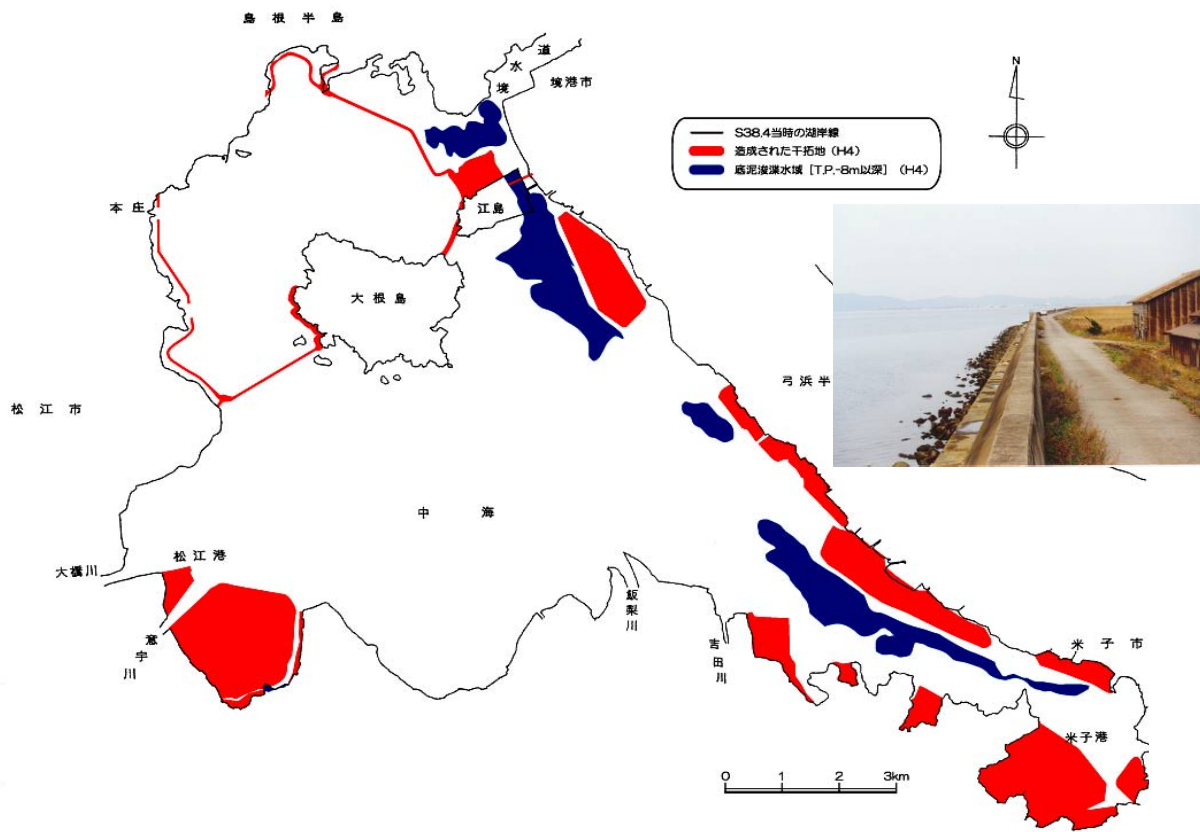 島根半島
境水道
境港市
N
S38.4当時の湖岸線
造成された干拓地（H4）
底泥浚渫水域［T.P.-8m以深］（H4）
本庄
江島
大根島
弓浜半
松江市
中海
松江港
大橋川
意宇川
飯梨川
吉田川
米子市
米子港
0 1 2 3km